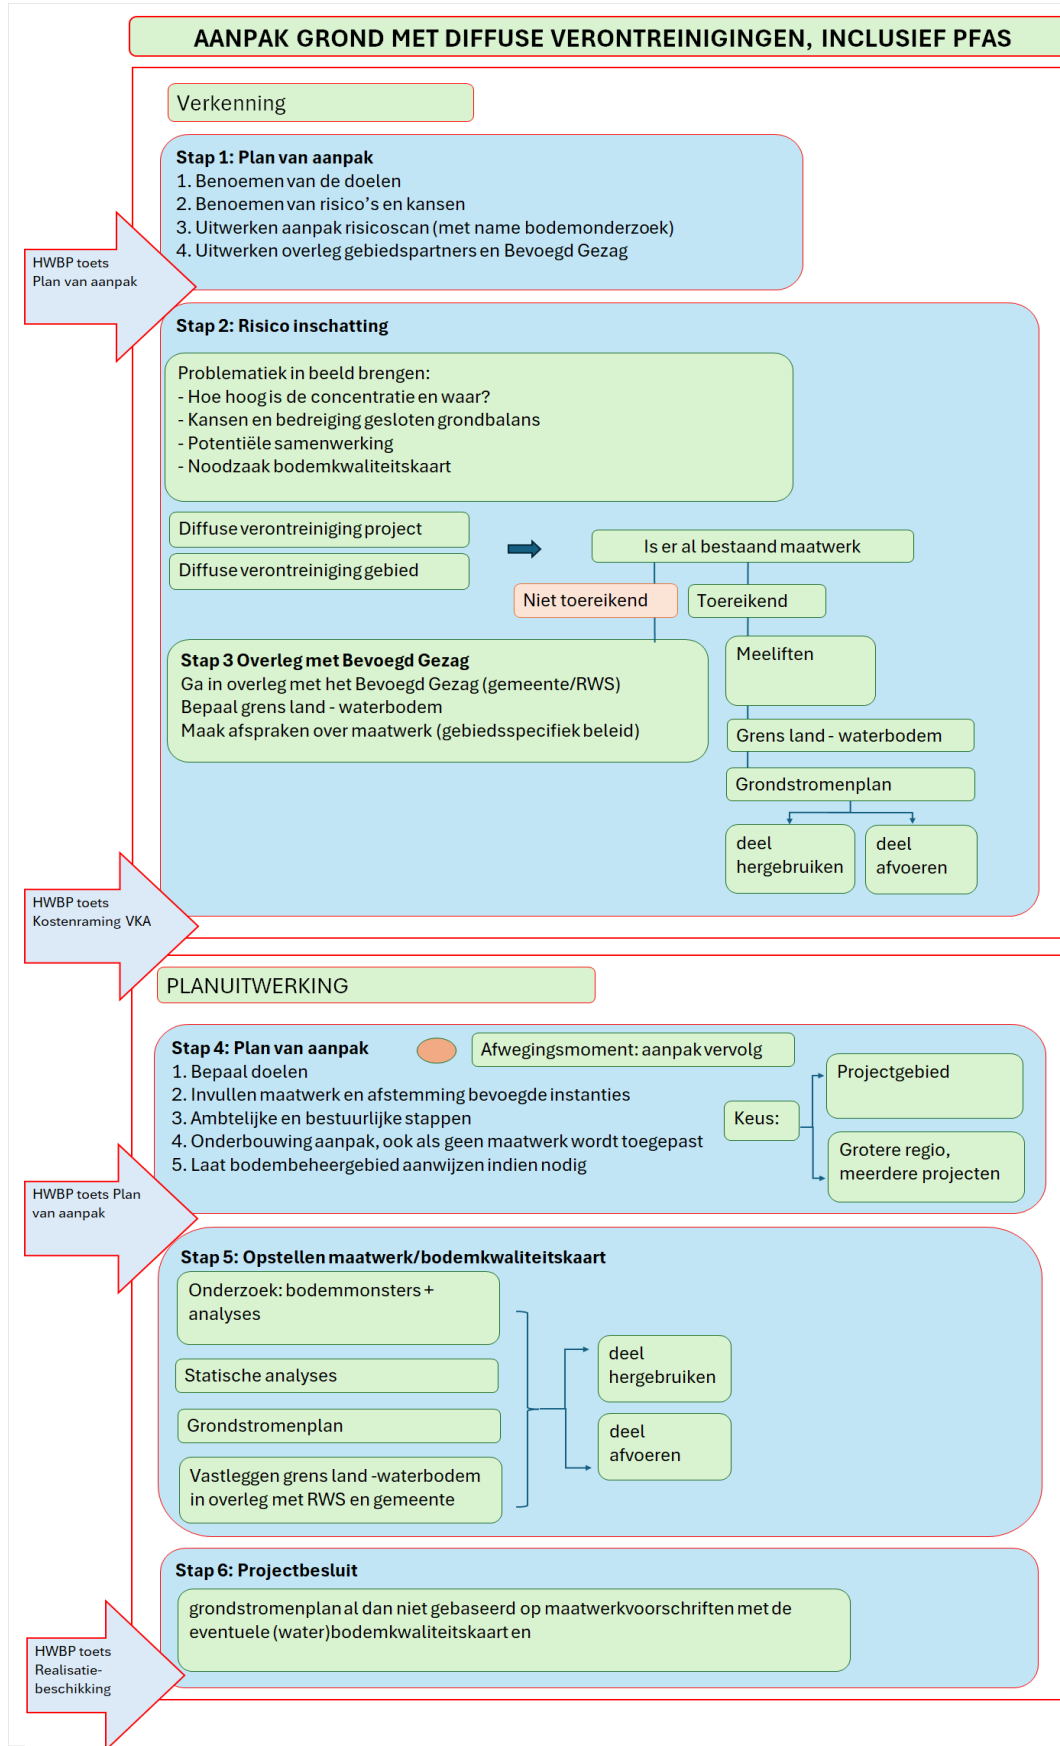 AANPAK GROND MET DIFFUSE VERONTREINIGINGEN, INCLUSIEF PFAS
Verkenning
Stap 1: Plan van aanpak
1. Benoemen van de doelen
2. Benoemen van risico's en kansen
3. Uitwerken aanpak risicoscan (met name bodemonderzoek)
4. Uitwerken overleg gebiedspartners en Bevoegd Gezag
HWBP toets
Plan van aanpak
Stap 2: Risico inschatting
Problematiek in beeld brengen:
- Hoe hoog is de concentratie en waar?
- Kansen en bedreiging gesloten grondbalans
- Potentiële samenwerking
- Noodzaak bodemkwaliteitskaart
Diffuse verontreiniging project
Diffuse verontreiniging gebied
Is er al bestaand maatwerk
Niet toereikend
Toereikend
Meeliften
Stap 3 Overleg met Bevoegd Gezag
Ga in overleg met het Bevoegd Gezag (gemeente/RWS)
Bepaal grens land - waterbodem
Maak afspraken over maatwerk (gebiedsspecifiek beleid)
Grens land - waterbodem
Grondstromenplan
deel
hergebruiken
deel
afvoeren
HWBP toets
Kostenraming VKA
PLANUITWERKING
Stap 4: Plan van aanpak
Afwegingsmoment: aanpak vervolg
1. Bepaal doelen
2. Invullen maatwerk en afstemming bevoegde instanties
3. Ambtelijke en bestuurlijke stappen
4. Onderbouwing aanpak, ook als geen maatwerk wordt toegepast
5. Laat bodembeheergebied aanwijzen indien nodig
Keus:
Projectgebied
Grotere regio,
meerdere projecten
HWBP toets Plan
van aanpak
Stap 5: Opstellen maatwerk/bodemkwaliteitskaart
Onderzoek: bodemmonsters +
analyses
Statische analyses
Grondstromenplan
Vastleggen grens land -waterbodem
in overleg met RWS en gemeente
deel
hergebruiken
deel
afvoeren
Stap 6: Projectbesluit
grondstromenplan al dan niet gebaseerd op maatwerkvoorschriften met de
eventuele (water)bodemkwaliteitskaart en
HWBP toets
Realisatie-
beschikking